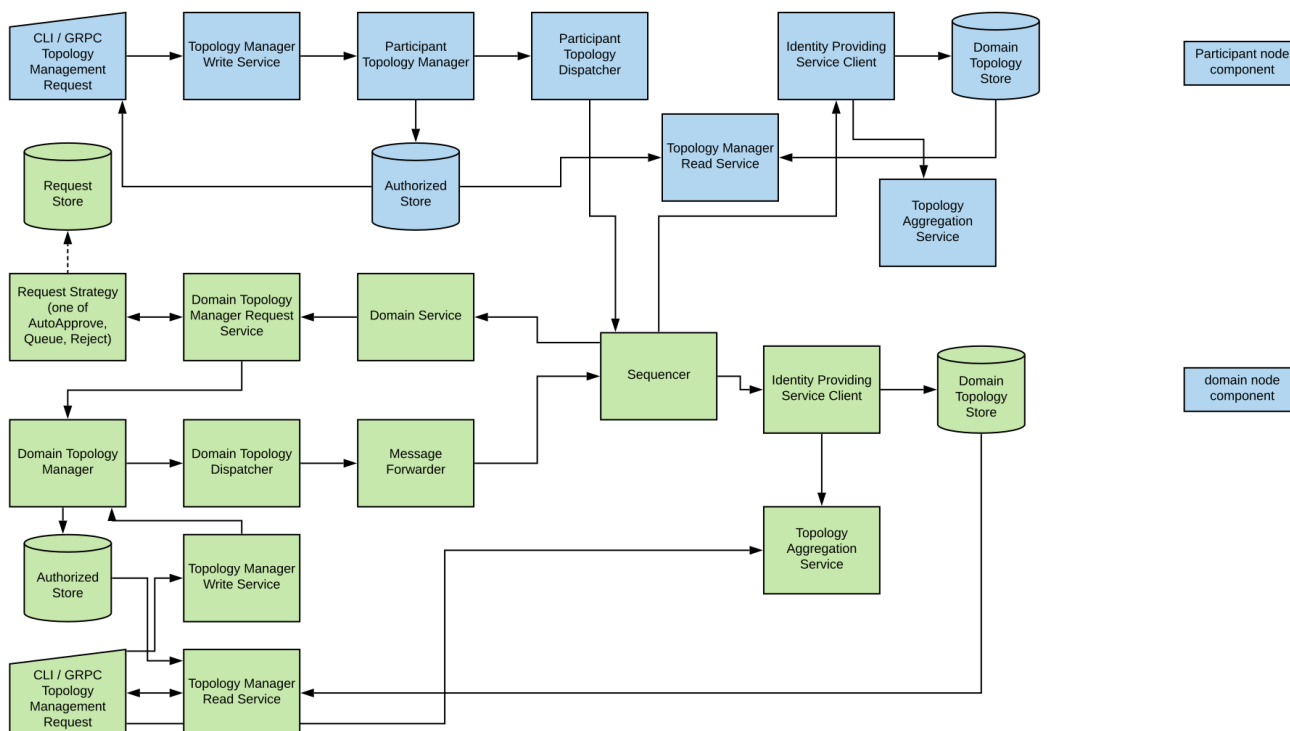 CLI / GRPC
Topology
Management
Request
Topology Manager
Write Service
Participant
Topology Manager
Participant
Topology
Dispatcher
Identity Providing
Service Client
Domain
Topology
Store
Participant node
component
Request
Store
Authorized
Store
Topology Manager
Read Service
Topology
Aggregation
Service
Request Strategy
(one of
AutoApprove,
Queue, Reject)
Domain Topology
Manager Request
Service
Domain Service
Sequencer
Identity Providing
Service Client
Domain
Topology
Store
domain node
component
Domain Topology
Manager
Domain Topology
Dispatcher
Message
Forwarder
Authorized
Store
Topology Manager
Write Service
Topology
Aggregation
Service
CLI / GRPC
Topology
Management
Request
Topology Manager
Read Service